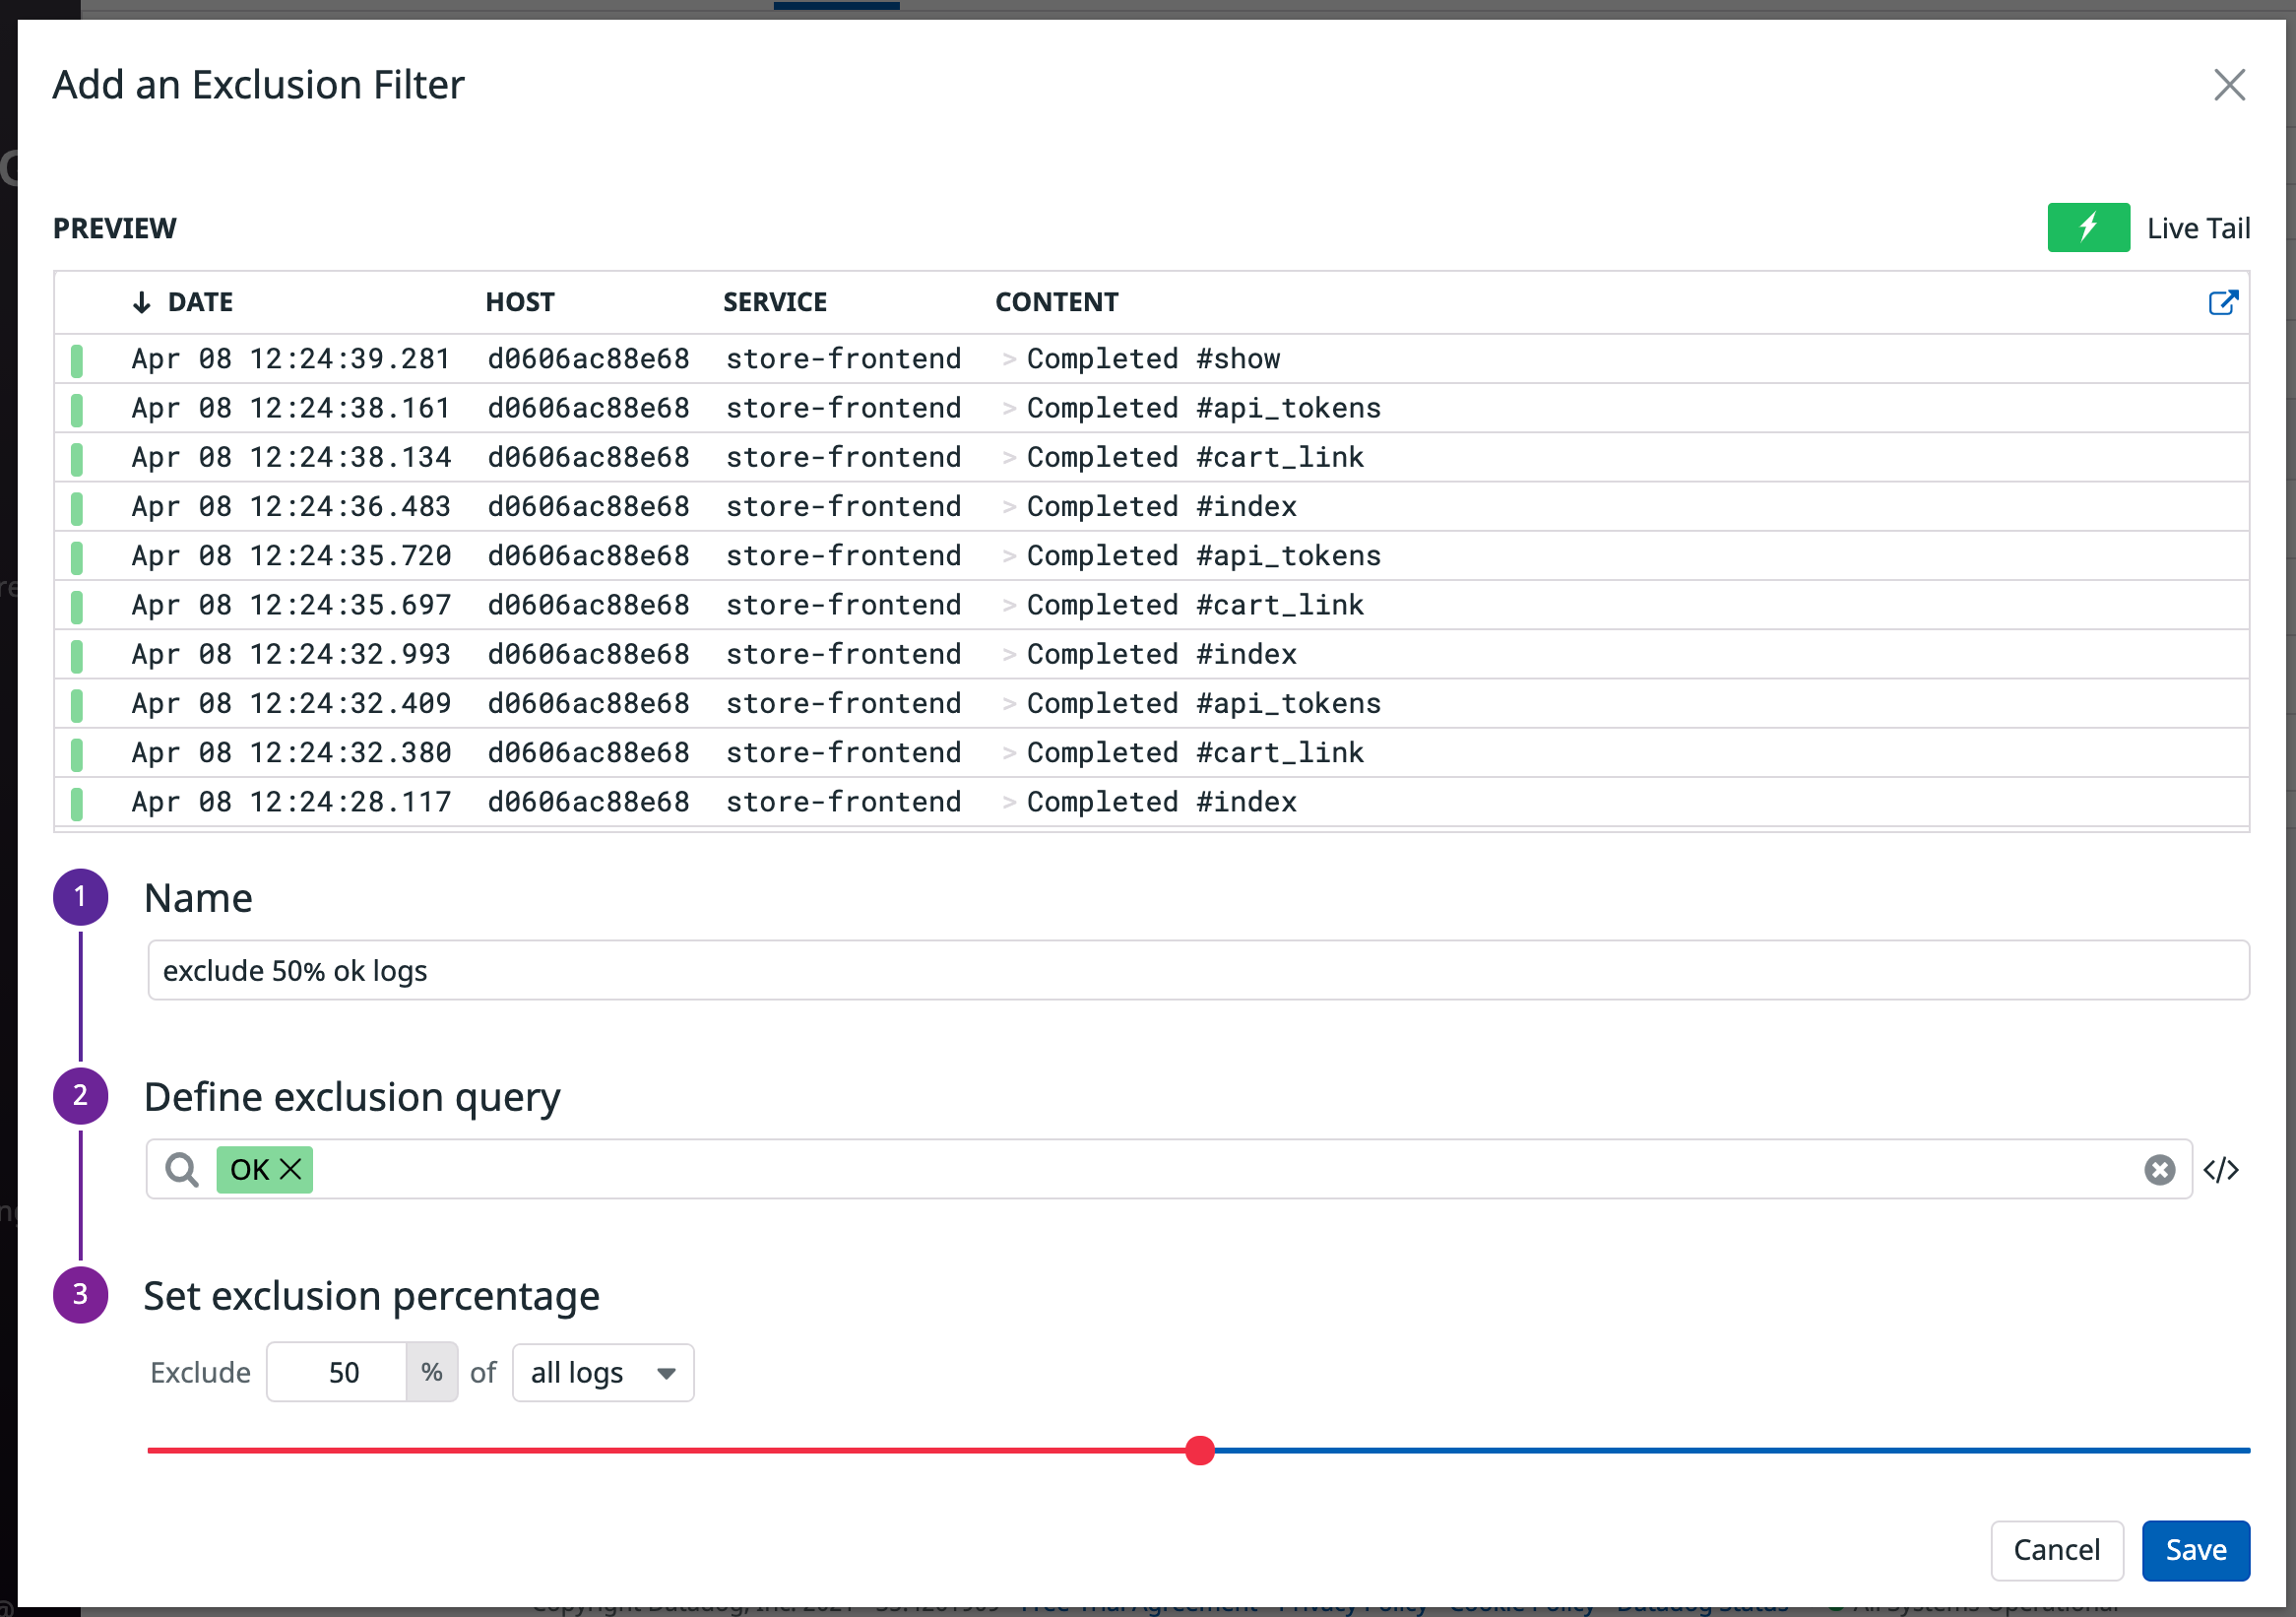 Add an Exclusion Filter
PREVIEW
Live Tail
DATE HOST SERVICE CONTENT
Apr 08 12:24:39.281 d0606ac88e68 store-frontend > Completed #show
Apr 08 12:24:38.161 d0606ac88e68 store-frontend > Completed #api_tokens
Apr 08 12:24:38.134 d0606ac88e68 store-frontend > Completed #cart_link
Apr 08 12:24:36.483 d0606ac88e68 store-frontend > Completed #index
Apr 08 12:24:35.720 d0606ac88e68 store-frontend > Completed #api_tokens
Apr 08 12:24:35.697 d0606ac88e68 store-frontend > Completed #cart_link
Apr 08 12:24:32.993 d0606ac88e68 store-frontend > Completed #index
Apr 08 12:24:32.409 d0606ac88e68 store-frontend > Completed #api_tokens
Apr 08 12:24:32.380 d0606ac88e68 store-frontend > Completed #cart_link
Apr 08 12:24:28.117 d0606ac88e68 store-frontend > Completed #index
1 Name
exclude 50% ok logs
2 Define exclusion query
OK
</>
3 Set exclusion percentage
Exclude 50 % of all logs
Cancel Save